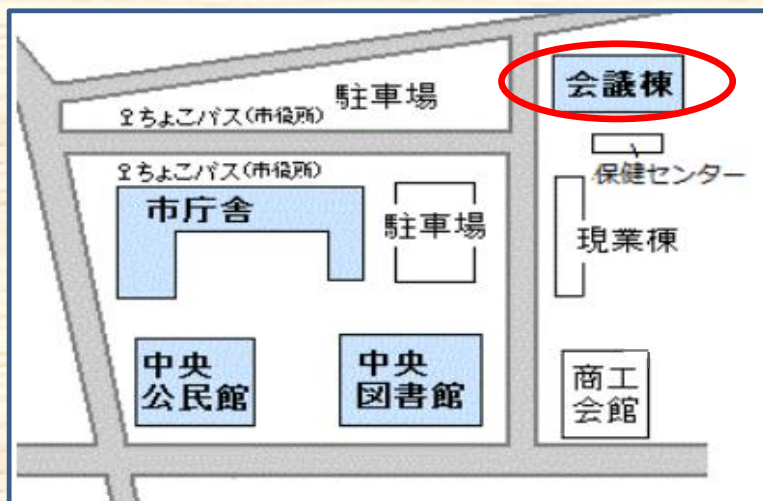 会議棟
駐車場
ちょこバス(市役所)
保健センター
ちょこバス(市役所)
市庁舎
駐車場
現業棟
中央
公民館
中央
図書館
商工
会館